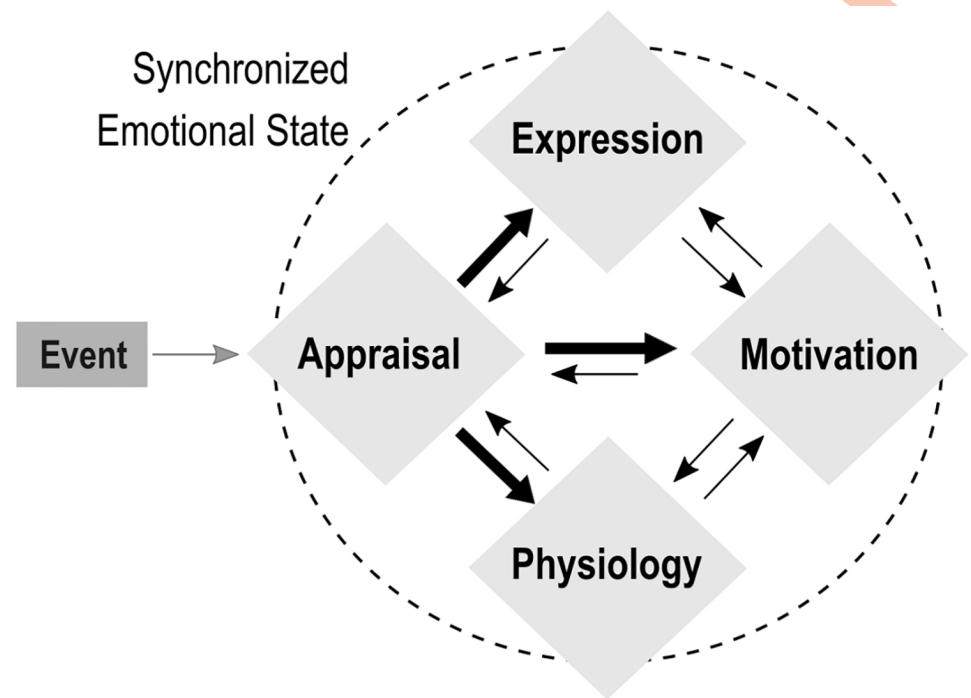 Synchronized
Emotional State
Expression
Event
Appraisal
Motivation
Physiology